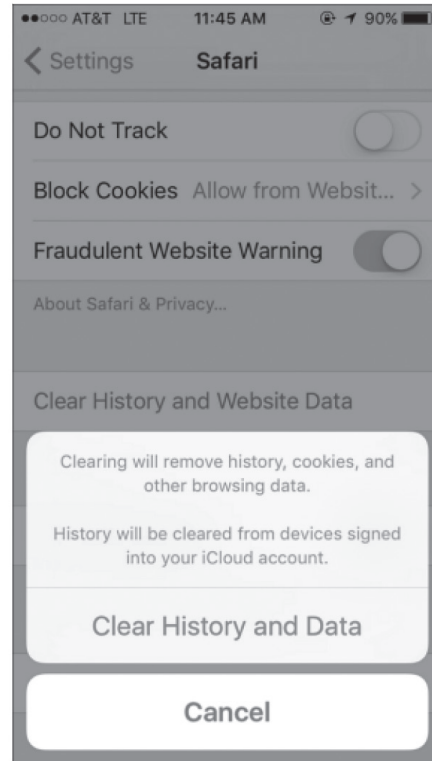 AT&T LTE 11:45 AM 90%
Settings Safari
Do Not Track
Block Cookies Allow from Websit... >
Fraudulent Website Warning
About Safari & Privacy...
Clear History and Website Data
Clearing will remove history, cookies, and
other browsing data.
History will be cleared from devices signed
into your iCloud account.
Clear History and Data
Cancel